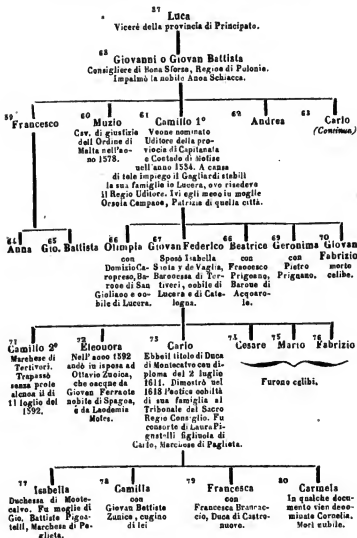 57
Luca
Vicerè della provincia di Principato.
58
Giovanni o Giovan Battista
Consigliere di Bona Sforza, Regina di Polonia.
Impalmò la nobile Anna Schiacca.
59
Francesco
60
Muzio
Cav. di giustizia
dell'Ordine di
Malta nell'an-
no 1578.
61
Camillo 1°
Venne nominato
Uditore della pro-
vincia di Capitanata
e Contado di Molise
nell'anno 1554. A causa
di tale impiego il Gagliardi stabilì
la sua famiglia in Lucera, ove risedeva
il Regio Uditore. Ivi egli menò in moglie
Orsola Campana, Patrizia di quella città.
62
Andrea
63
Carlo
(Continua)
64
Anna
65
Gio. Battista
66
Olimpia
con
Domizio Ca-
ropreso, Ba-
rone di San
Giuliano e no-
bile di Lucera.
67
Giovan Federico
Sposò Isabella
Siola y de Vaglia,
Baronessa di Ter-
tiveri, nobile di
Lucera e di Cate-
logna.
68
Beatrice
con
Francesco
Prignano,
Barone di
Acquaro-
le.
69
Geronima
con
Pietro
Prignano.
70
Giovan
Fabrizio
morto
celibe.
71
Camillo 2°
Marchese di
Tertiveri.
Trapassò
senza prole
alcuna il dì
11 luglio del
1592.
72
Eleonora
Nell'anno 1592
andò in isposa ad
Ottavio Zunica,
che nacque da
Giovan Ferrante
nobile di Spagna,
e da Laodemia
Moles.
73
Carlo
Ebbe il titolo di Duca
di Montecalvo con di-
ploma del 2 luglio
1611. Dimostrò nel
1618 l'antica nobiltà
di sua famiglia al
Tribunale del Sacro
Regio Consiglio. Fu
consorte di Laura Pi-
gnatelli figliuola di
Carlo, Marchese di Paglieta.
Cesare
75
Mario
76
Fabrizio
Furono celibi.
77
Isabella
Duchessa di Monte-
calvo. Fu moglie di
Gio. Battista Pigna-
telli, Marchese di Pa-
glieta.
78
Camilla
con
Giovan Battista
Zunica, cugino
di lei
79
Francesca
con
Francesco Brancac-
cio, Duca di Castro-
nuovo.
80
Carmela
In qualche docu-
mento vien deno-
minata Cornelia.
Morì nubile.